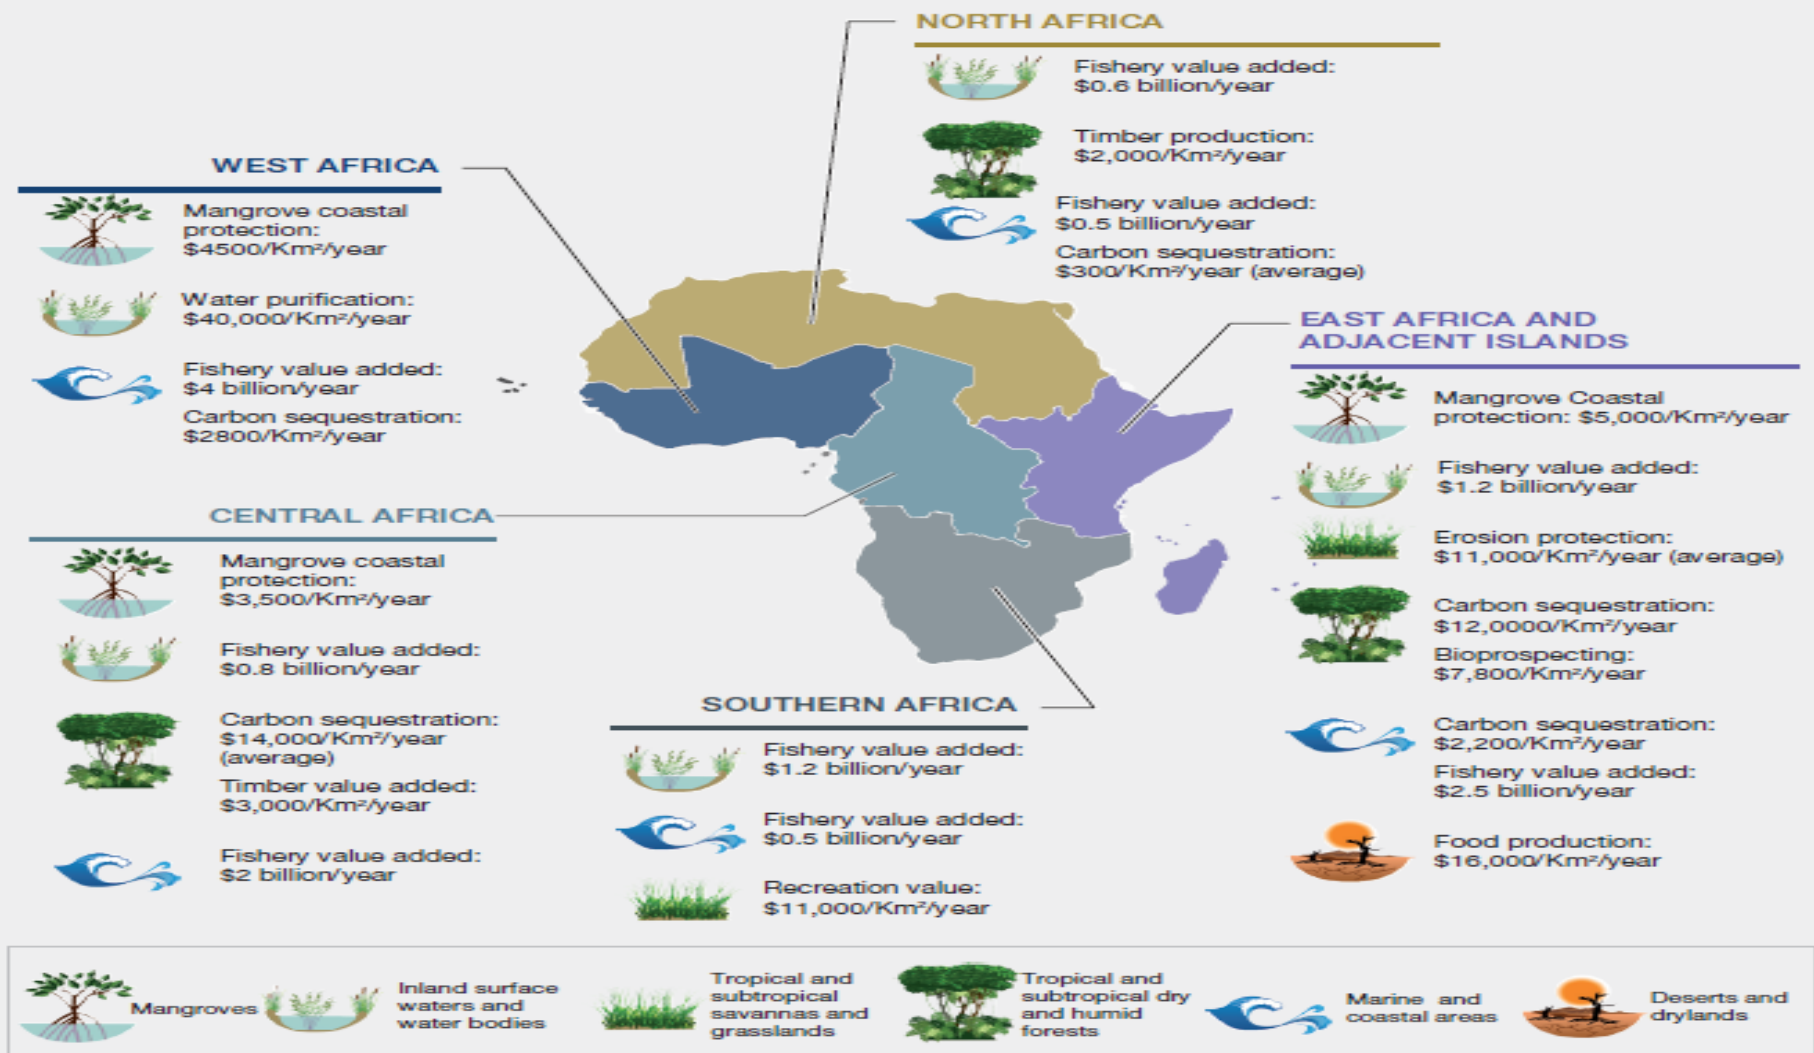 NORTH AFRICA
Fishery value added:
$0.6 billion/year
Timber production:
$2,000/Km²/year
Fishery value added:
$0.5 billion/year
Carbon sequestration:
$300/Km²/year (average)
WEST AFRICA
Mangrove coastal
protection:
$4500/Km²/year
Water purification:
$40,000/Km²/year
Fishery value added:
$4 billion/year
Carbon sequestration:
$2800/Km²/year
EAST AFRICA AND
ADJACENT ISLANDS
Mangrove Coastal
protection: $5,000/Km²/year
Fishery value added:
$1.2 billion/year
Erosion protection:
$11,000/Km²/year (average)
Carbon sequestration:
$12,0000/Km²/year
Bioprospecting:
$7,800/Km²/year
Carbon sequestration:
$2,200/Km²/year
Fishery value added:
$2.5 billion/year
Food production:
$16,000/Km²/year
CENTRAL AFRICA
Mangrove coastal
protection:
$3,500/Km²/year
Fishery value added:
$0.8 billion/year
Carbon sequestration:
$14,000/Km²/year
(average)
Timber value added:
$3,000/Km²/year
Fishery value added:
$2 billion/year
SOUTHERN AFRICA
Fishery value added:
$1.2 billion/year
Fishery value added:
$0.5 billion/year
Recreation value:
$11,000/Km²/year
Mangroves
Inland surface
waters and
water bodies
Tropical and
subtropical
savannas and
grasslands
Tropical and
subtropical dry
and humid
forests
Marine and
coastal areas
Deserts and
drylands